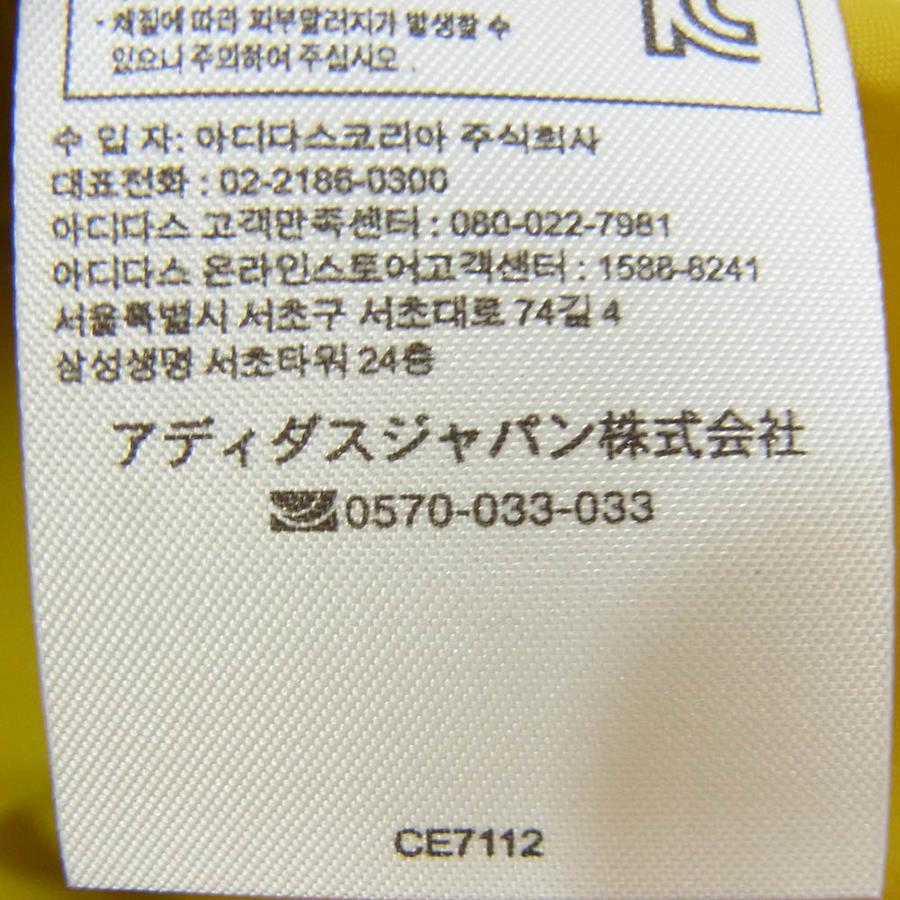 - 체질에 따라 피부알러지가 발생할 수
있으니 주의하여 주십시오 .
수 입 자: 아디다스코리아 주식회사
대표전화 : 02-2186-0300
아디다스 고객만족센터 : 080-022-7981
아디다스 온라인스토어고객센터 : 1588-8241
서울특별시 서초구 서초대로 74길 4
삼성생명 서초타워 24층
アディダスジャパン株式会社
☎0570-033-033
CE7112